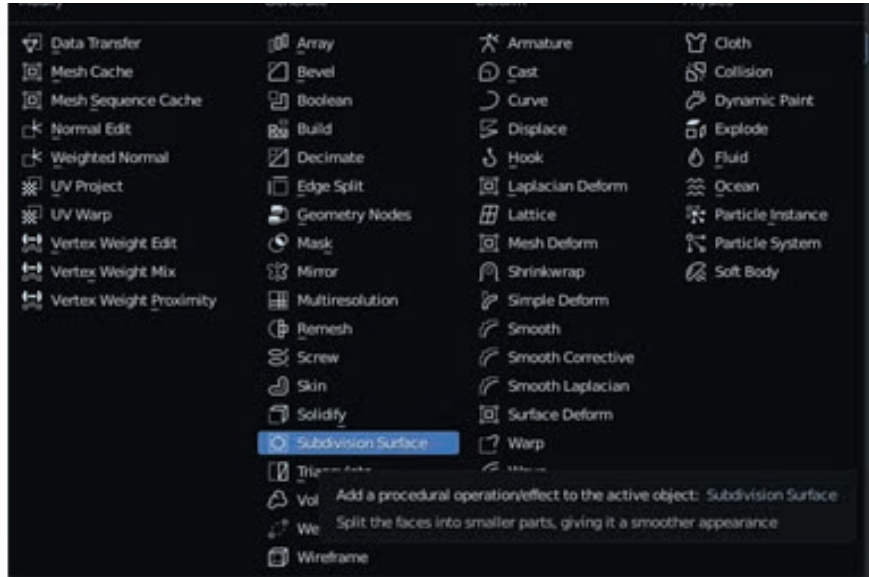 Data Transfer
Mesh Cache
Mesh Sequence Cache
Normal Edit
Weighted Normal
UV Project
UV Warp
Vertex Weight Edit
Vertex Weight Mix
Vertex Weight Proximity
Array
Bevel
Boolean
Build
Decimate
Edge Split
Geometry Nodes
Mask
Mirror
Multiresolution
Remesh
Screw
Skin
Solidify
Subdivision Surface
Vol
We
Wireframe
Armature
Cast
Curve
Displace
Hook
Laplacian Deform
Lattice
Mesh Deform
Shrinkwrap
Simple Deform
Smooth
Smooth Corrective
Smooth Laplacian
Surface Deform
Warp
Cloth
Collision
Dynamic Paint
Explode
Fluid
Ocean
Particle Instance
Particle System
Soft Body
Add a procedural operation/effect to the active object: Subdivision Surface
Split the faces into smaller parts, giving it a smoother appearance